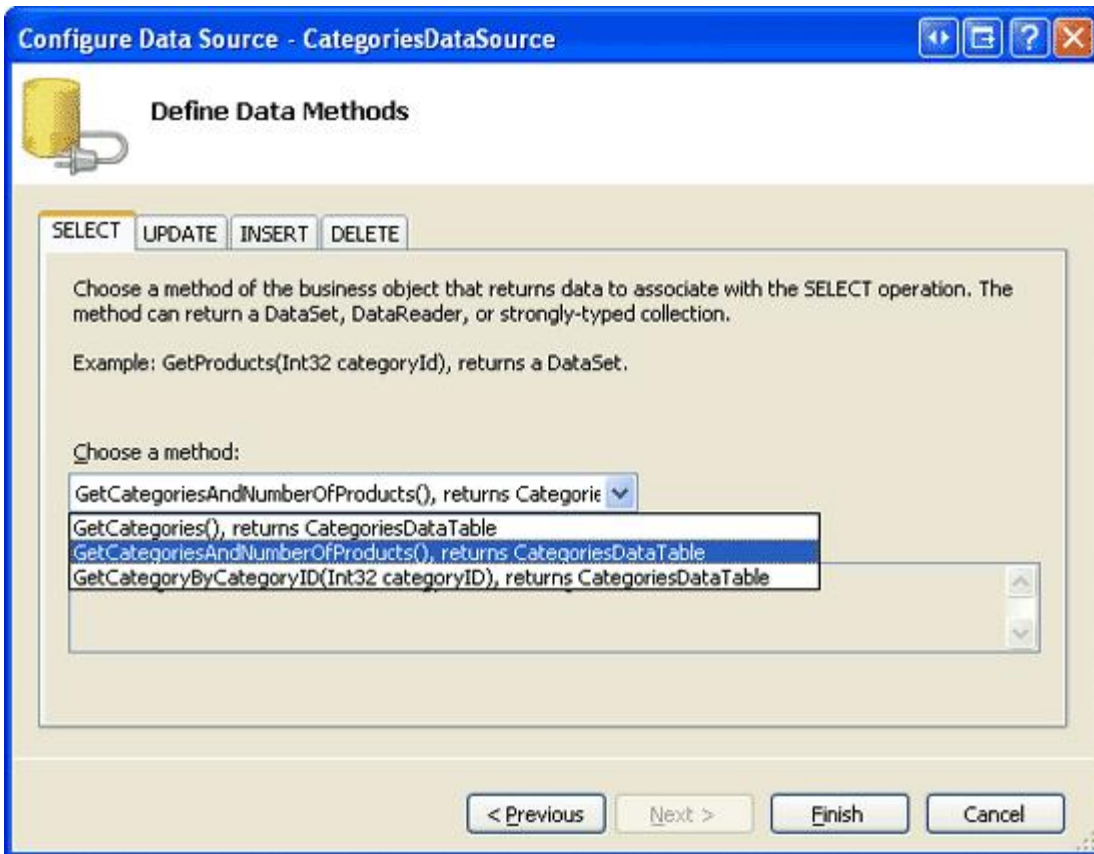 Configure Data Source - CategoriesDataSource
Define Data Methods
SELECT UPDATE INSERT DELETE
Choose a method of the business object that returns data to associate with the SELECT operation. The
method can return a DataSet, DataReader, or strongly-typed collection.
Example: GetProducts(Int32 categoryId), returns a DataSet.
Choose a method:
GetCategoriesAndNumberOfProducts(), returns Categorie
GetCategories(), returns CategoriesDataTable
GetCategoriesAndNumberOfProducts(), returns CategoriesDataTable
GetCategoryByCategoryID(Int32 categoryID), returns CategoriesDataTable
< Previous Next > Finish Cancel